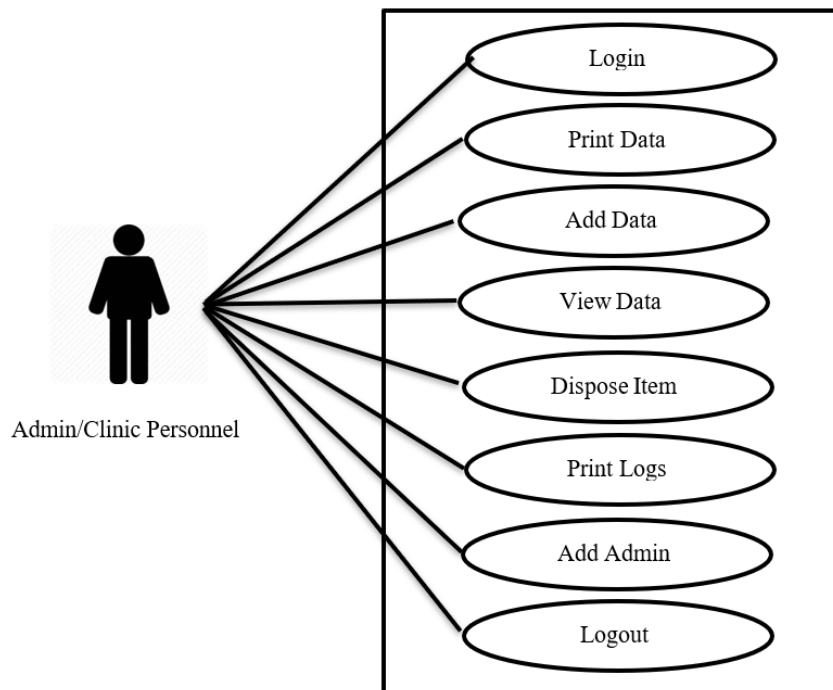 Login
Print Data
Add Data
View Data
Dispose Item
Admin/Clinic Personnel
Print Logs
Add Admin
Logout